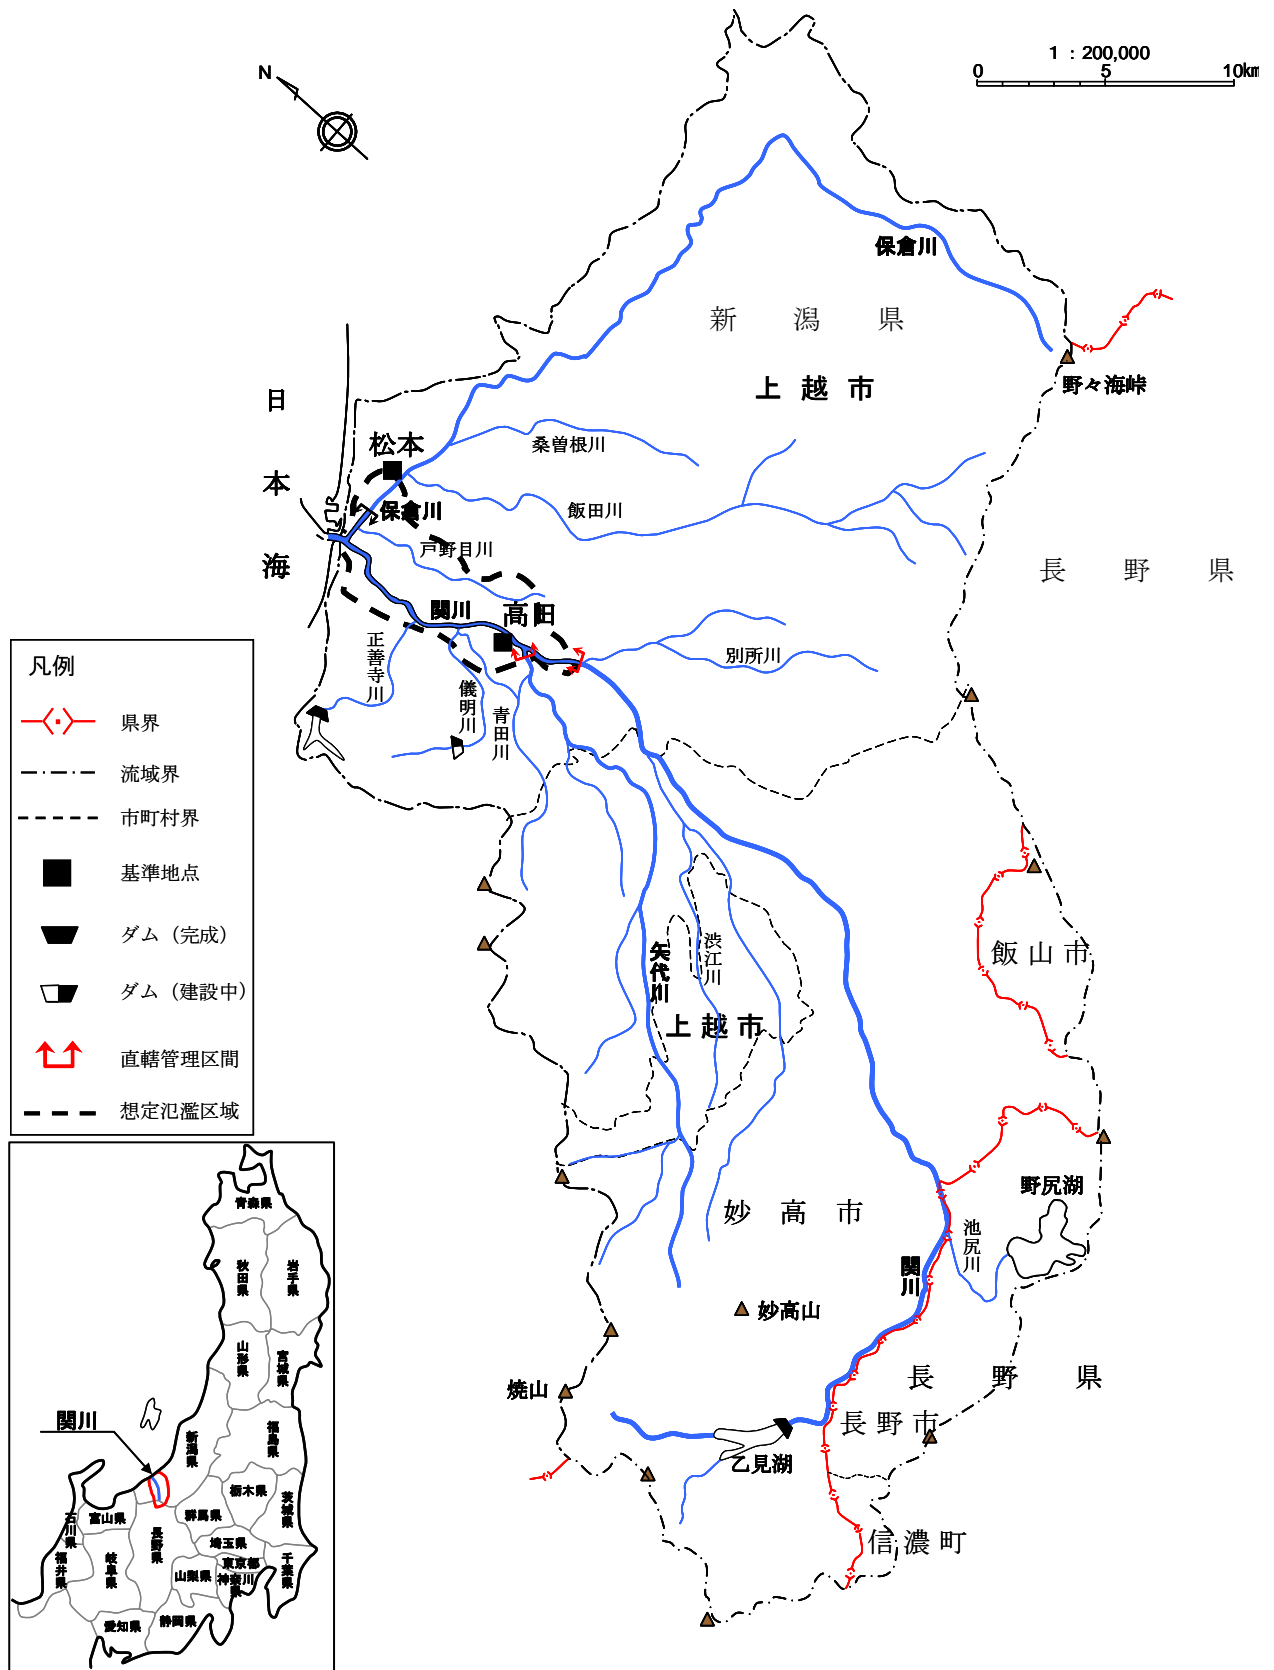 1 : 200,000
0 5 10km
N
保倉川
新潟県
上越市
野々海峠
日本海
松本
桑曽根川
保倉川
飯田川
戸野目川
関川
高田
長野県
正善寺川
儀明川
青田川
別所川
凡例
県界
流域界
市町村界
基準地点
ダム（完成）
ダム（建設中）
直轄管理区間
想定氾濫区域
矢代川
渋江川
上越市
飯山市
妙高市
野尻湖
池尻川
関川
妙高山
焼山
長野県
長野市
乙見湖
信濃町
青森県
秋田県
岩手県
山形県
宮城県
関川
新潟県
福島県
石川県
富山県
長野県
群馬県
栃木県
茨城県
福井県
岐阜県
埼玉県
東京都
山梨県
神奈川県
千葉県
愛知県
静岡県